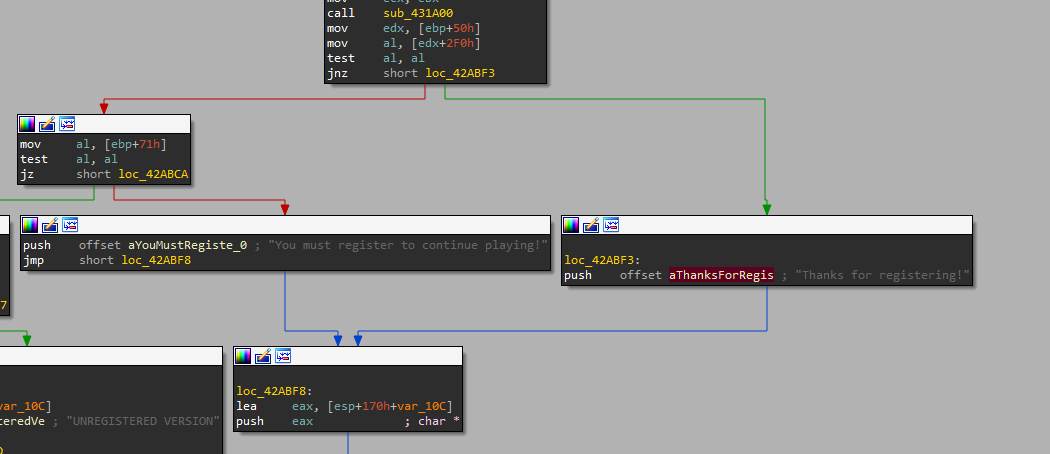 call sub_431A00
mov edx, [ebp+50h]
mov al, [edx+2F0h]
test al, al
jnz short loc_42ABF3
mov al, [ebp+71h]
test al, al
jz short loc_42ABCA
push offset aYouMustRegiste_0 ; "You must register to continue playing!"
jmp short loc_42ABF8
loc_42ABF3:
push offset aThanksForRegis ; "Thanks for registering!"
7
var_10C]
teredVe ; "UNREGISTERED VERSION"
loc_42ABF8:
lea eax, [esp+170h+var_10C]
push eax ; char *